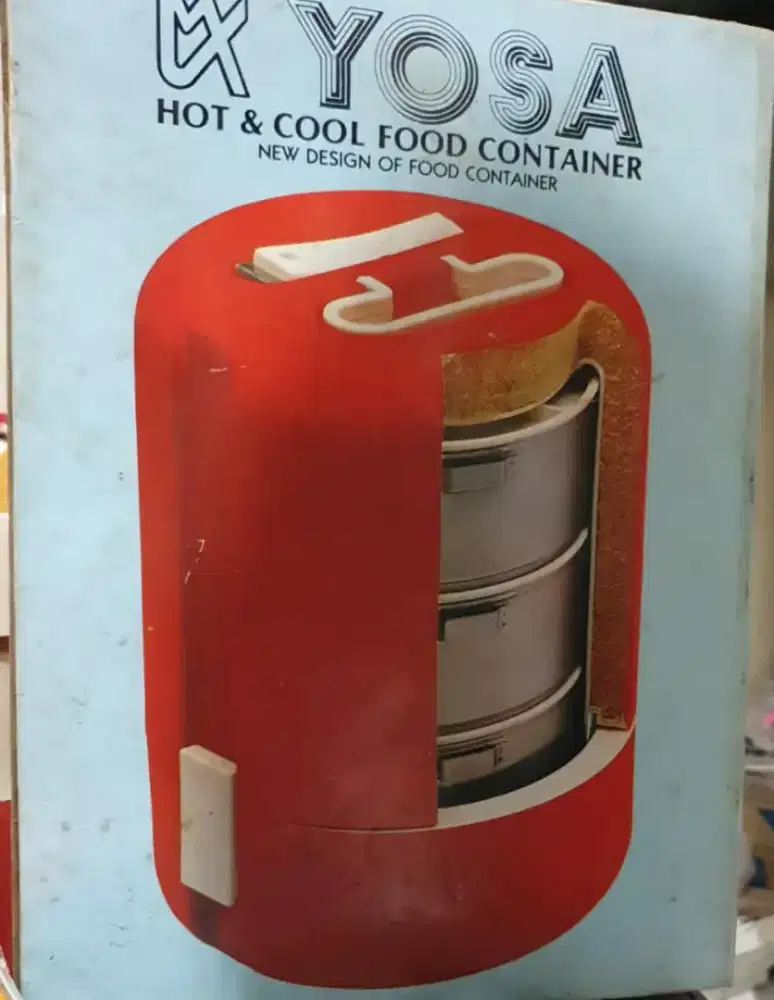 YOSA
HOT & COOL FOOD CONTAINER
NEW DESIGN OF FOOD CONTAINER